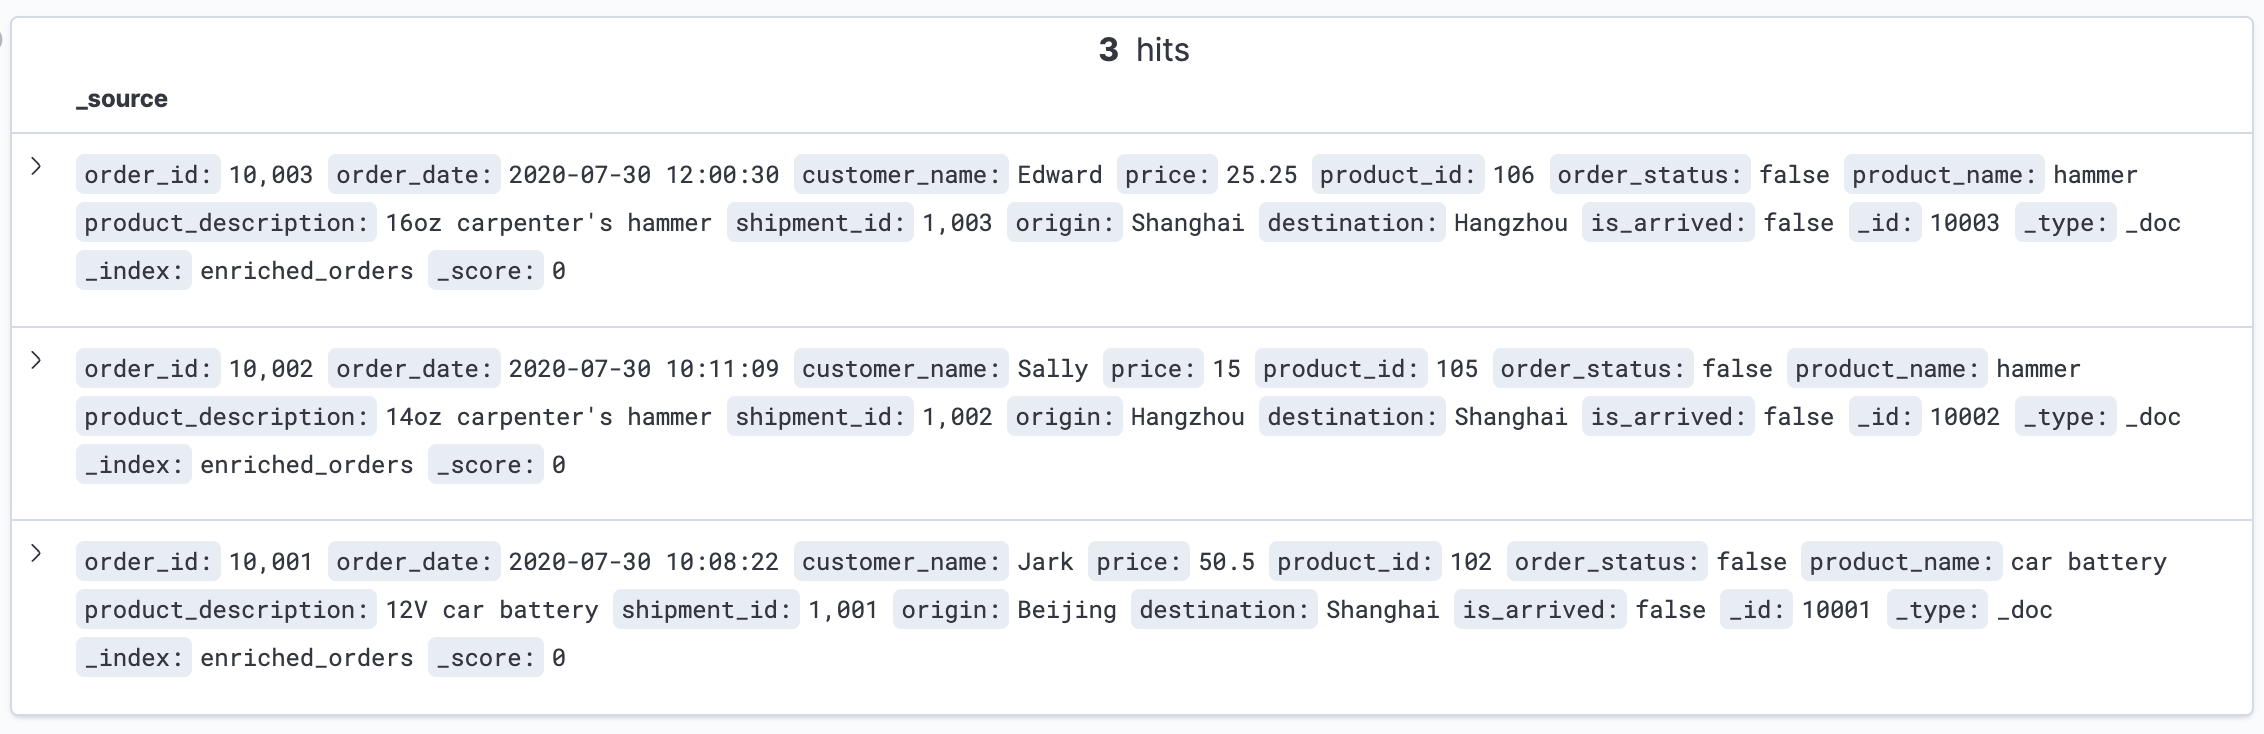 3 hits
_source
order_id: 10,003 order_date: 2020-07-30 12:00:30 customer_name: Edward price: 25.25 product_id: 106 order_status: false product_name: hammer
product_description: 16oz carpenter's hammer shipment_id: 1,003 origin: Shanghai destination: Hangzhou is_arrived: false _id: 10003 _type: _doc
_index: enriched_orders _score: 0
order_id: 10,002 order_date: 2020-07-30 10:11:09 customer_name: Sally price: 15 product_id: 105 order_status: false product_name: hammer
product_description: 14oz carpenter's hammer shipment_id: 1,002 origin: Hangzhou destination: Shanghai is_arrived: false _id: 10002 _type: _doc
_index: enriched_orders _score: 0
order_id: 10,001 order_date: 2020-07-30 10:08:22 customer_name: Jark price: 50.5 product_id: 102 order_status: false product_name: car battery
product_description: 12V car battery shipment_id: 1,001 origin: Beijing destination: Shanghai is_arrived: false _id: 10001 _type: _doc
_index: enriched_orders _score: 0